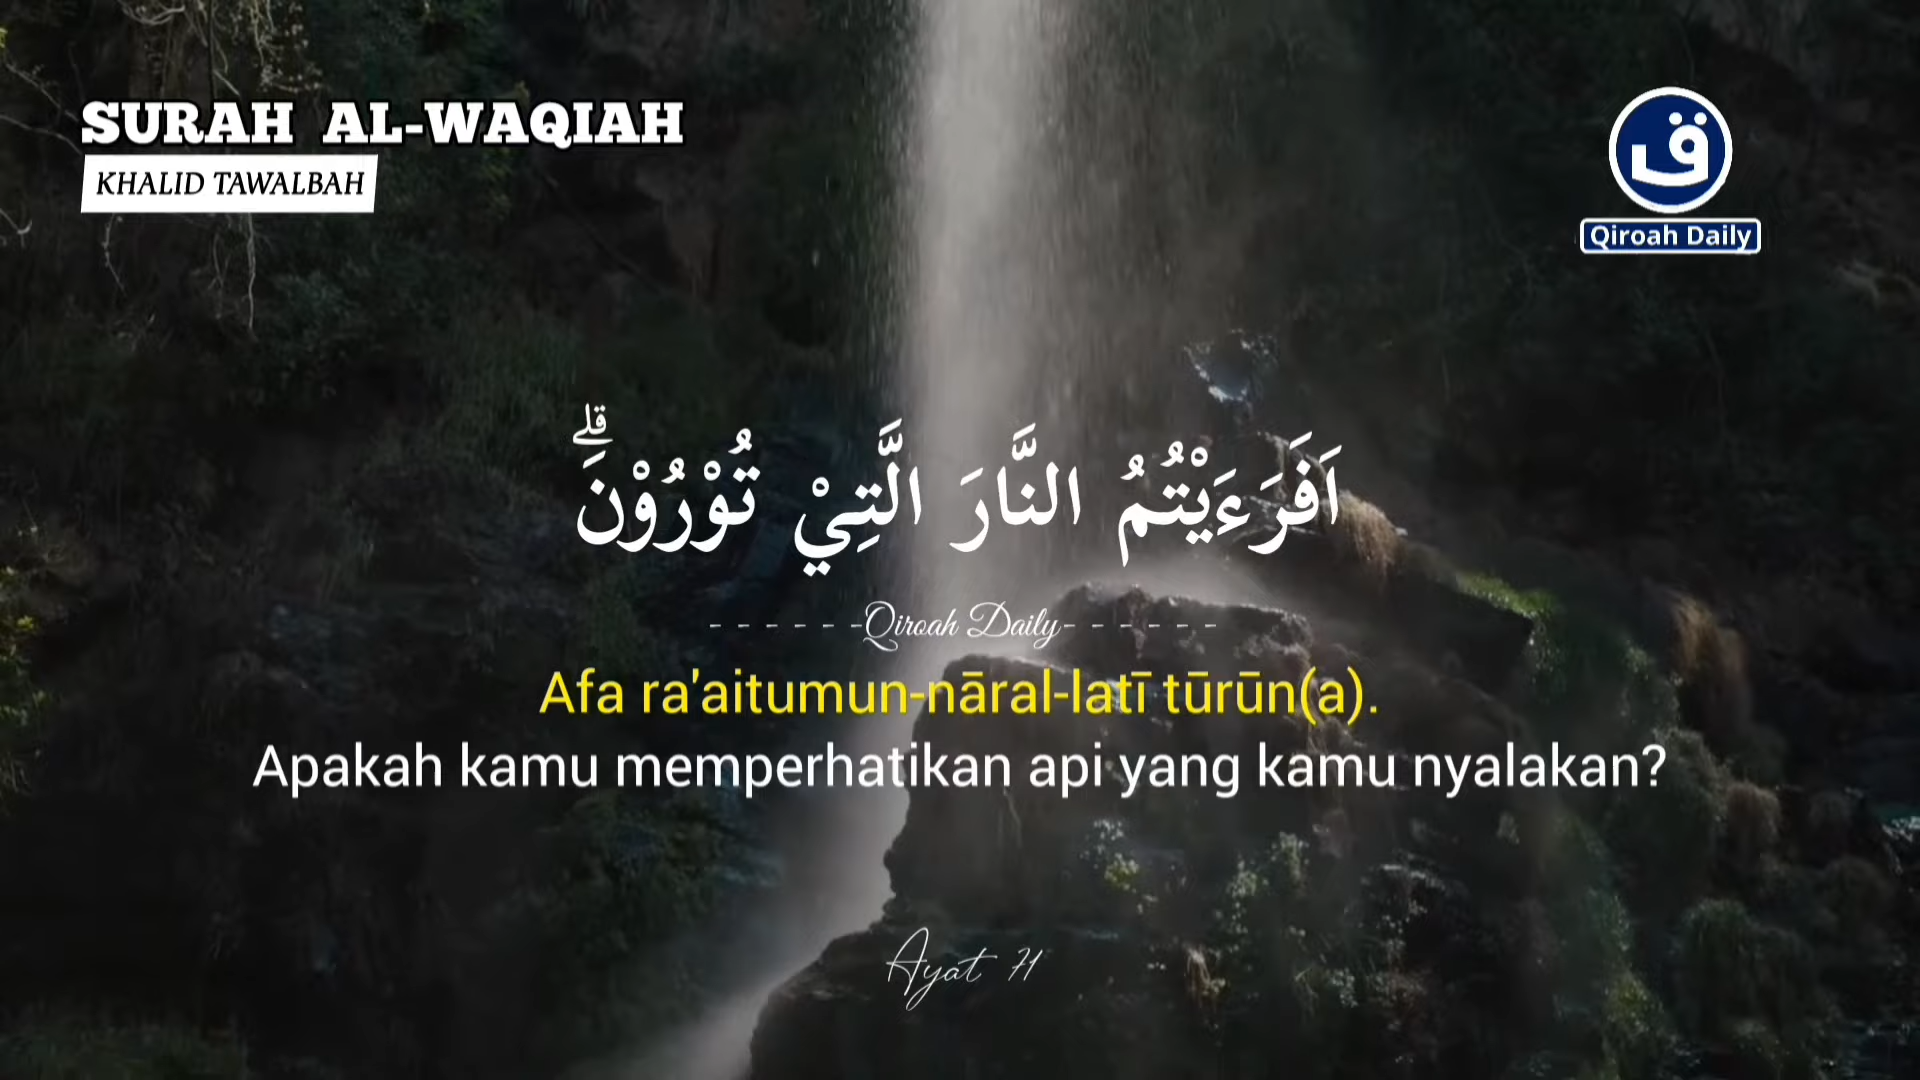 SURAH AL-WAQIAH
KHALID TAWALBAH
Qiroah Daily
اَفَرَءَيْتُمُ النَّارَ الَّتِيْ تُوْرُوْنَۗ
------Qiroah Daily------
Afa ra'aitumun-nāral-latī tūrūn(a).
Apakah kamu memperhatikan api yang kamu nyalakan?
Ayat 71